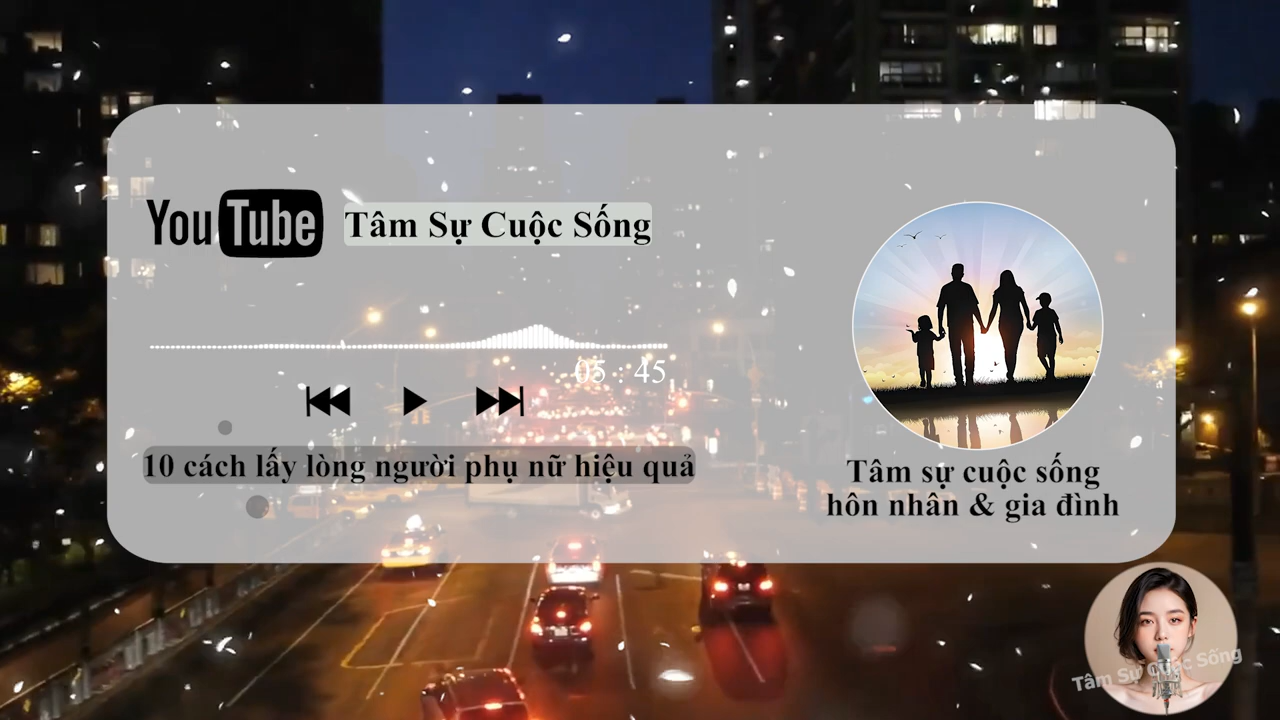 YouTube
Tâm Sự Cuộc Sống
05 : 45
10 cách lấy lòng người phụ nữ hiệu quả
Tâm sự cuộc sống
hôn nhân & gia đình
Tâm Sự Cuộc Sống